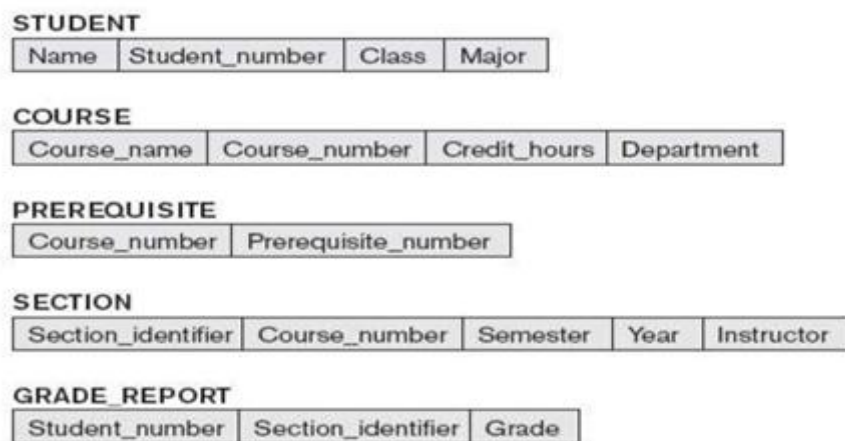 STUDENT
Name Student_number Class Major
COURSE
Course_name Course_number Credit_hours Department
PREREQUISITE
Course_number Prerequisite_number
SECTION
Section_identifier Course_number Semester Year Instructor
GRADE_REPORT
Student_number Section_identifier Grade